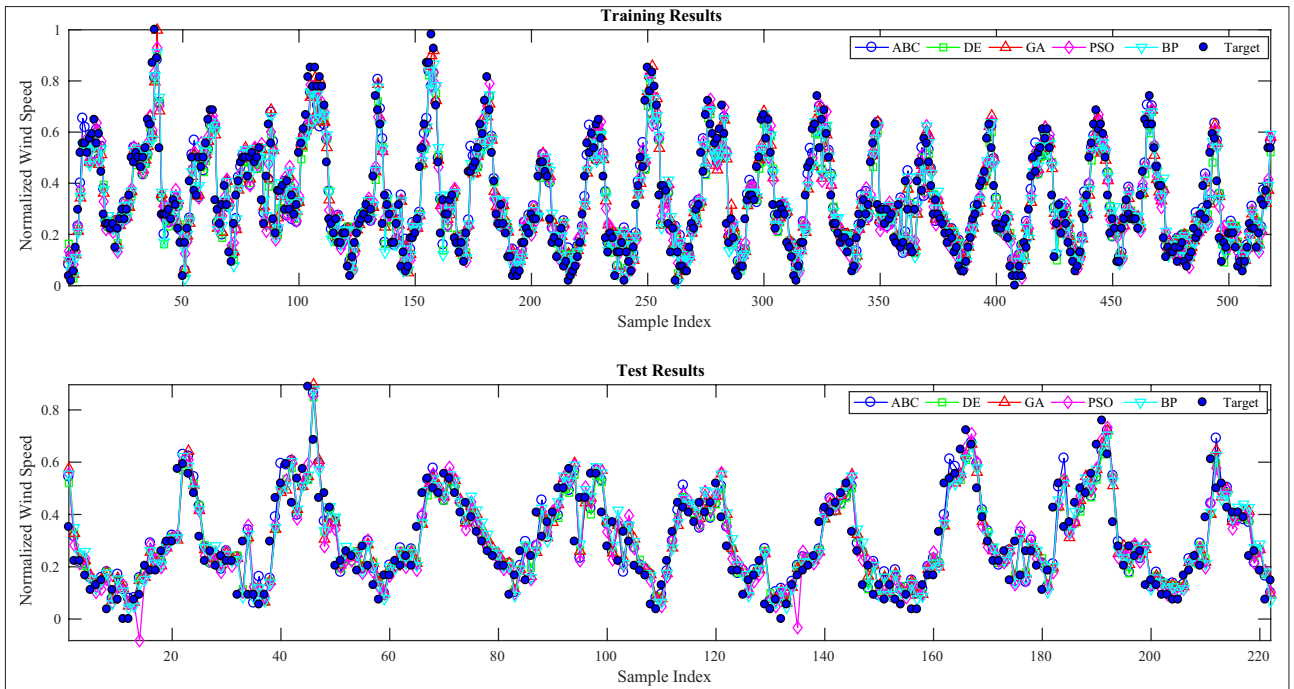 Training Results
Normalized Wind Speed
1
0.8
0.6
0.4
0.2
0
ABC DE GA PSO BP Target
50 100 150 200 250 300 350 400 450 500
Sample Index
Test Results
Normalized Wind Speed
0.8
0.6
0.4
0.2
0
ABC DE GA PSO BP Target
20 40 60 80 100 120 140 160 180 200 220
Sample Index